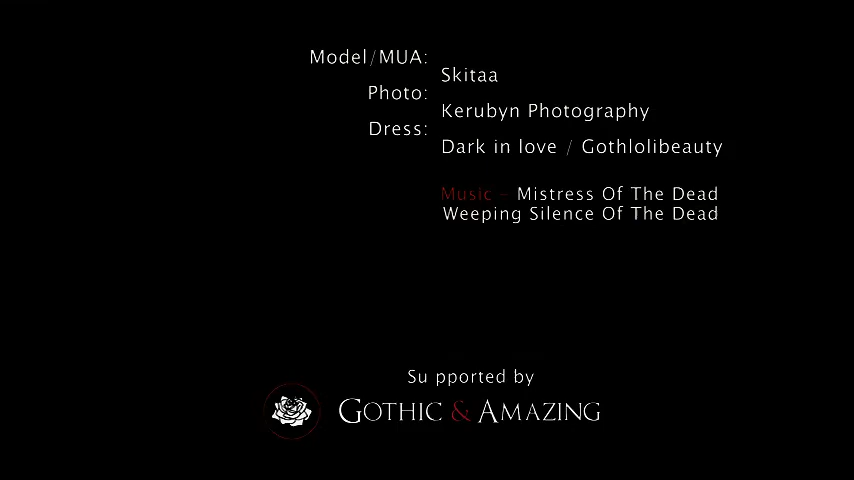 Model/MUA:
Skitaa
Photo:
Kerubyn Photography
Dress:
Dark in love / Gothlolibeauty
Music - Mistress Of The Dead
Weeping Silence Of The Dead
Su pported by
GOTHIC & AMAZING